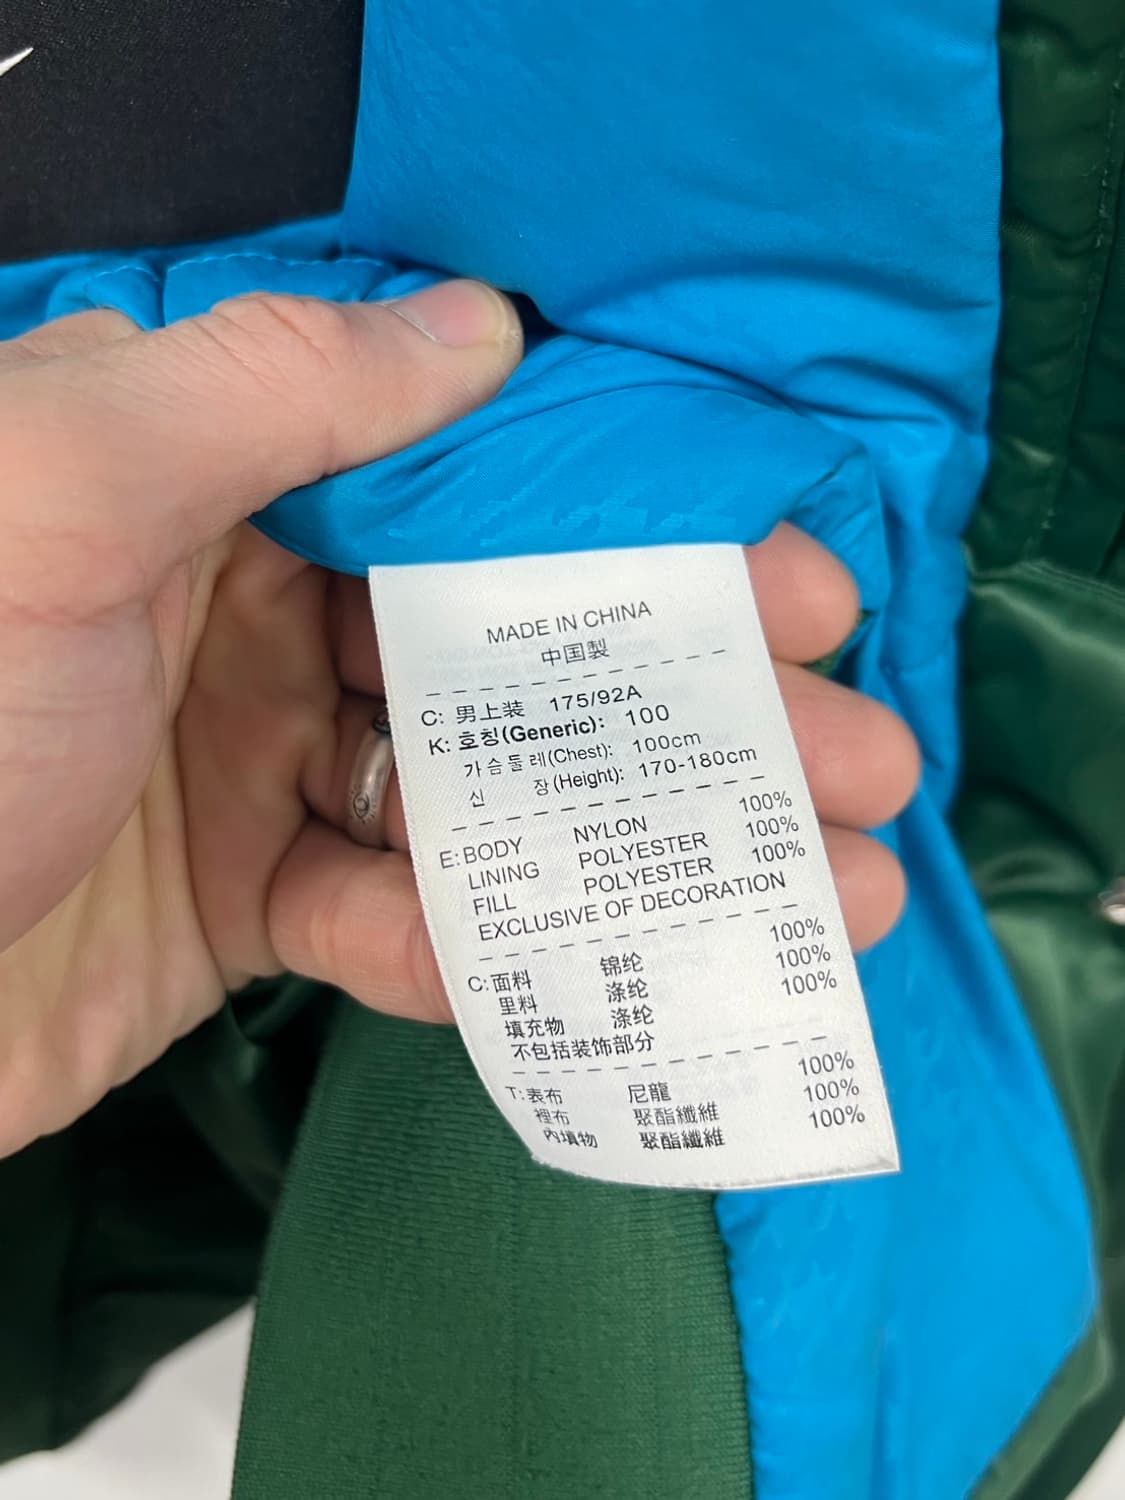 MADE IN CHINA
中国製
C: 男上装 175/92A
K: 호칭(Generic): 100
가슴둘레(Chest): 100cm
신 장(Height): 170-180cm
E:BODY NYLON 100%
LINING POLYESTER 100%
FILL POLYESTER 100%
EXCLUSIVE OF DECORATION
C:面料 锦纶 100%
里料 涤纶 100%
填充物 涤纶 100%
不包括装饰部分
T:表布 尼龍 100%
裡布 聚酯纖維 100%
內填物 聚酯纖維 100%